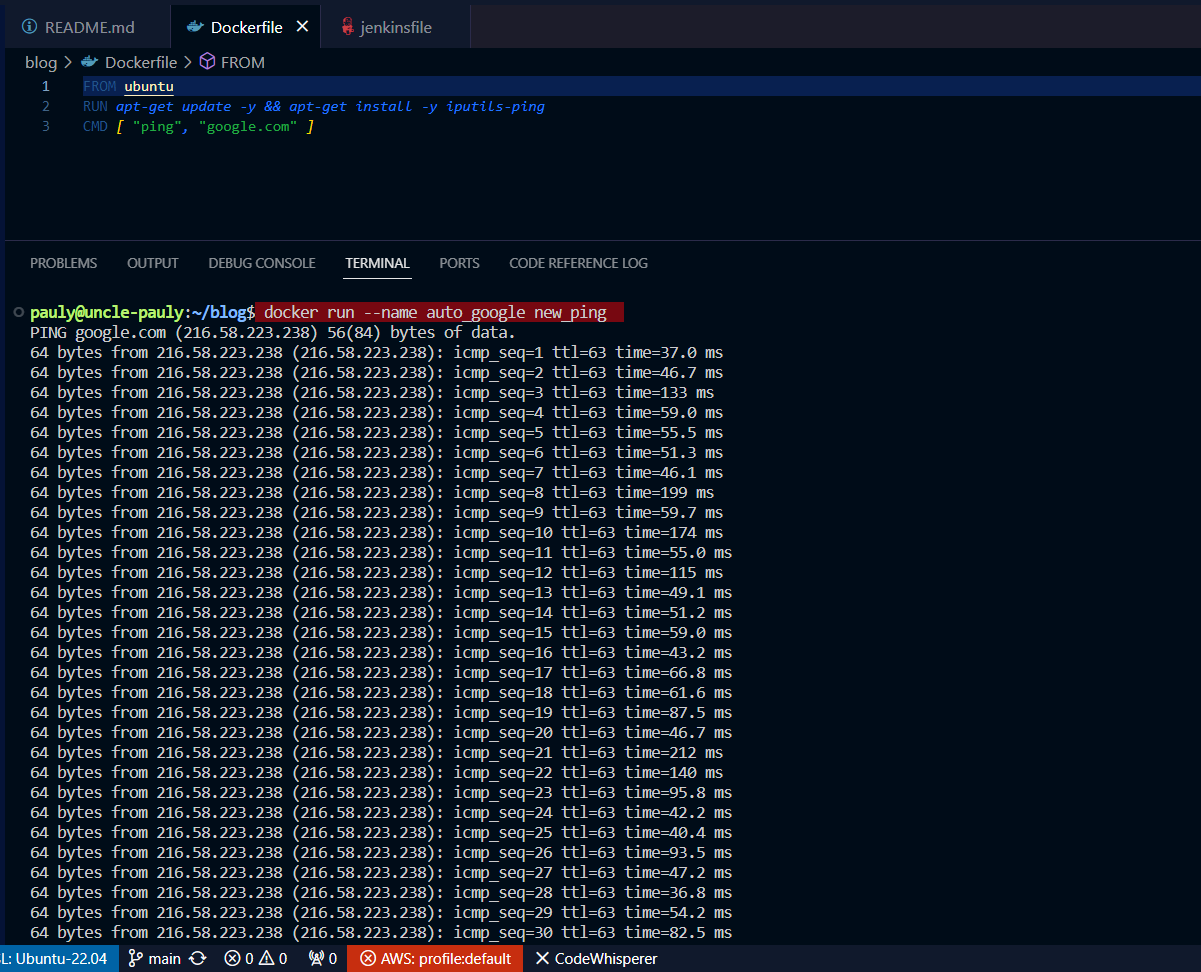 README.md Dockerfile jenkinsfile
blog > Dockerfile > FROM
1 FROM ubuntu
2 RUN apt-get update -y && apt-get install -y iputils-ping
3 CMD [ "ping", "google.com" ]
PROBLEMS OUTPUT DEBUG CONSOLE TERMINAL PORTS CODE REFERENCE LOG
pauly@uncle-pauly:~/blog$ docker run --name auto_google new_ping
PING google.com (216.58.223.238) 56(84) bytes of data.
64 bytes from 216.58.223.238 (216.58.223.238): icmp_seq=1 ttl=63 time=37.0 ms
64 bytes from 216.58.223.238 (216.58.223.238): icmp_seq=2 ttl=63 time=46.7 ms
64 bytes from 216.58.223.238 (216.58.223.238): icmp_seq=3 ttl=63 time=133 ms
64 bytes from 216.58.223.238 (216.58.223.238): icmp_seq=4 ttl=63 time=59.0 ms
64 bytes from 216.58.223.238 (216.58.223.238): icmp_seq=5 ttl=63 time=55.5 ms
64 bytes from 216.58.223.238 (216.58.223.238): icmp_seq=6 ttl=63 time=51.3 ms
64 bytes from 216.58.223.238 (216.58.223.238): icmp_seq=7 ttl=63 time=46.1 ms
64 bytes from 216.58.223.238 (216.58.223.238): icmp_seq=8 ttl=63 time=199 ms
64 bytes from 216.58.223.238 (216.58.223.238): icmp_seq=9 ttl=63 time=59.7 ms
64 bytes from 216.58.223.238 (216.58.223.238): icmp_seq=10 ttl=63 time=174 ms
64 bytes from 216.58.223.238 (216.58.223.238): icmp_seq=11 ttl=63 time=55.0 ms
64 bytes from 216.58.223.238 (216.58.223.238): icmp_seq=12 ttl=63 time=115 ms
64 bytes from 216.58.223.238 (216.58.223.238): icmp_seq=13 ttl=63 time=49.1 ms
64 bytes from 216.58.223.238 (216.58.223.238): icmp_seq=14 ttl=63 time=51.2 ms
64 bytes from 216.58.223.238 (216.58.223.238): icmp_seq=15 ttl=63 time=59.0 ms
64 bytes from 216.58.223.238 (216.58.223.238): icmp_seq=16 ttl=63 time=43.2 ms
64 bytes from 216.58.223.238 (216.58.223.238): icmp_seq=17 ttl=63 time=66.8 ms
64 bytes from 216.58.223.238 (216.58.223.238): icmp_seq=18 ttl=63 time=61.6 ms
64 bytes from 216.58.223.238 (216.58.223.238): icmp_seq=19 ttl=63 time=87.5 ms
64 bytes from 216.58.223.238 (216.58.223.238): icmp_seq=20 ttl=63 time=46.7 ms
64 bytes from 216.58.223.238 (216.58.223.238): icmp_seq=21 ttl=63 time=212 ms
64 bytes from 216.58.223.238 (216.58.223.238): icmp_seq=22 ttl=63 time=140 ms
64 bytes from 216.58.223.238 (216.58.223.238): icmp_seq=23 ttl=63 time=95.8 ms
64 bytes from 216.58.223.238 (216.58.223.238): icmp_seq=24 ttl=63 time=42.2 ms
64 bytes from 216.58.223.238 (216.58.223.238): icmp_seq=25 ttl=63 time=40.4 ms
64 bytes from 216.58.223.238 (216.58.223.238): icmp_seq=26 ttl=63 time=93.5 ms
64 bytes from 216.58.223.238 (216.58.223.238): icmp_seq=27 ttl=63 time=47.2 ms
64 bytes from 216.58.223.238 (216.58.223.238): icmp_seq=28 ttl=63 time=36.8 ms
64 bytes from 216.58.223.238 (216.58.223.238): icmp_seq=29 ttl=63 time=54.2 ms
64 bytes from 216.58.223.238 (216.58.223.238): icmp_seq=30 ttl=63 time=82.5 ms
L: Ubuntu-22.04 main 0 0 0 AWS: profile:default CodeWhisperer